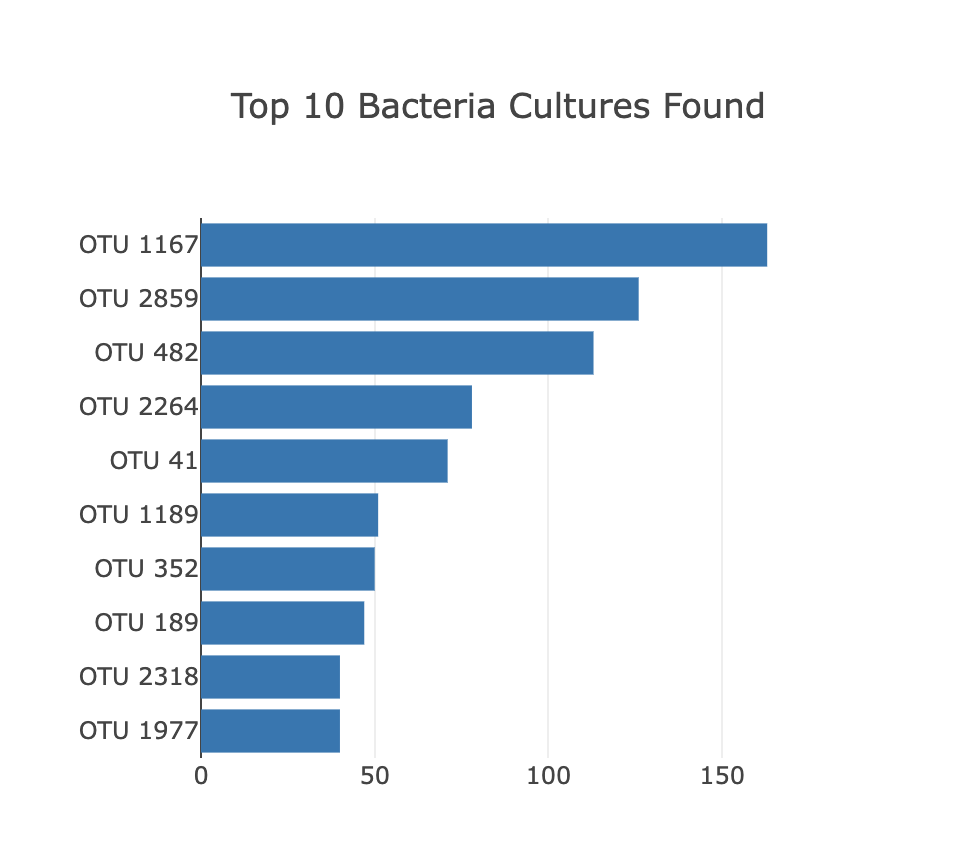 Top 10 Bacteria Cultures Found
OTU 1167
OTU 2859
OTU 482
OTU 2264
OTU 41
OTU 1189
OTU 352
OTU 189
OTU 2318
OTU 1977
0 50 100 150